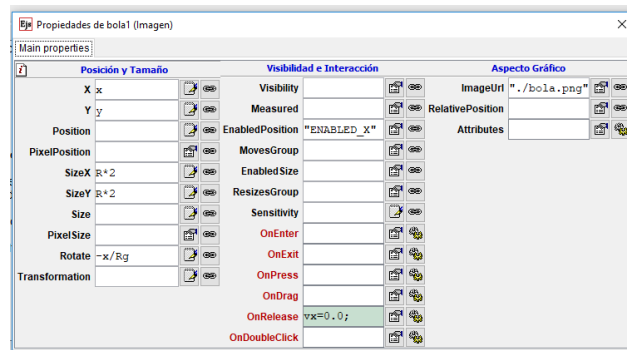 Ejs Propiedades de bola1 (Imagen)
Main properties
Posición y Tamaño
X x
Y y
Position
PixelPosition
SizeX R*2
SizeY R*2
Size
PixelSize
Rotate -x/Rg
Transformation
Visibilidad e Interacción
Visibility
Measured
EnabledPosition "ENABLED_X"
MovesGroup
EnabledSize
ResizesGroup
Sensitivity
OnEnter
OnExit
OnPress
OnDrag
OnRelease vx=0.0;
OnDoubleClick
Aspecto Gráfico
ImageUrl "./bola.png"
RelativePosition
Attributes